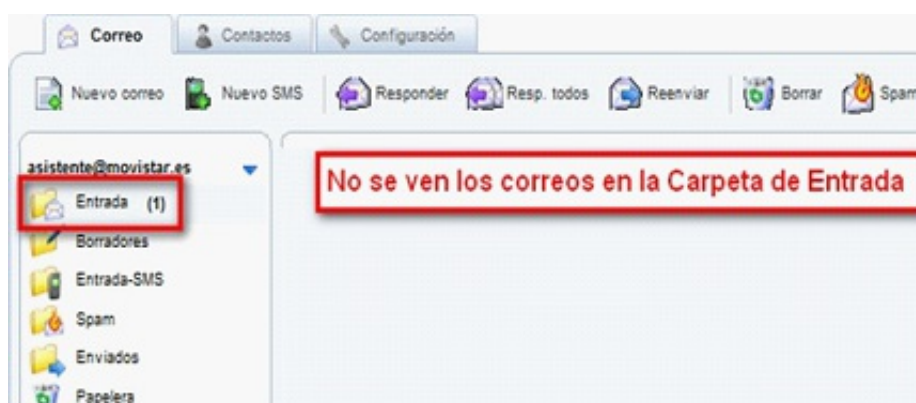 Correo Contactos Configuración
Nuevo correo Nuevo SMS Responder Resp. todos Reenviar Borrar Spam
asistente@movistar.es
No se ven los correos en la Carpeta de Entrada
Entrada (1)
Borradores
Entrada-SMS
Spam
Enviados
Papelera